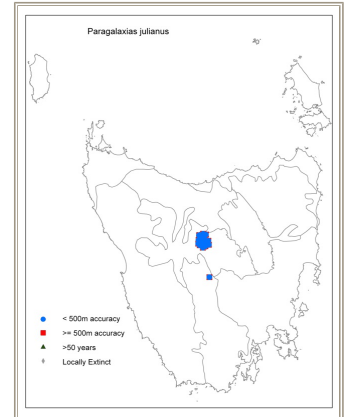 Paragalaxias julianus
< 500m accuracy
>= 500m accuracy
>50 years
Locally Extinct